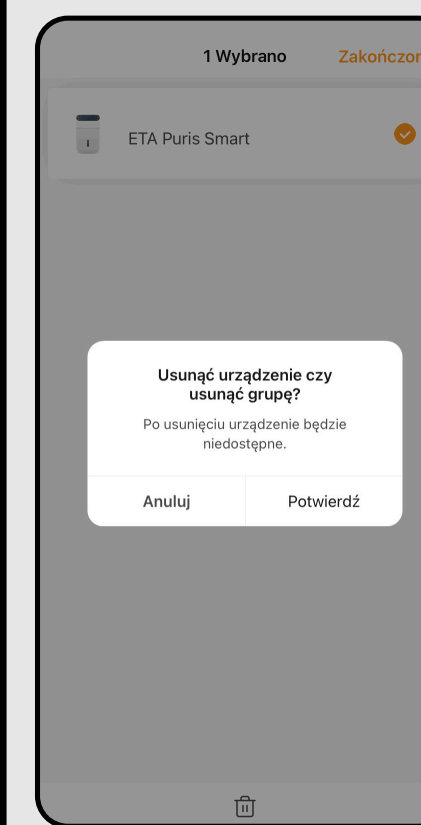 1 Wybrano Zakończon
ETA Puris Smart
Usunąć urządzenie czy
usunąć grupę?
Po usunięciu urządzenie będzie
niedostępne.
Anuluj Potwierdź